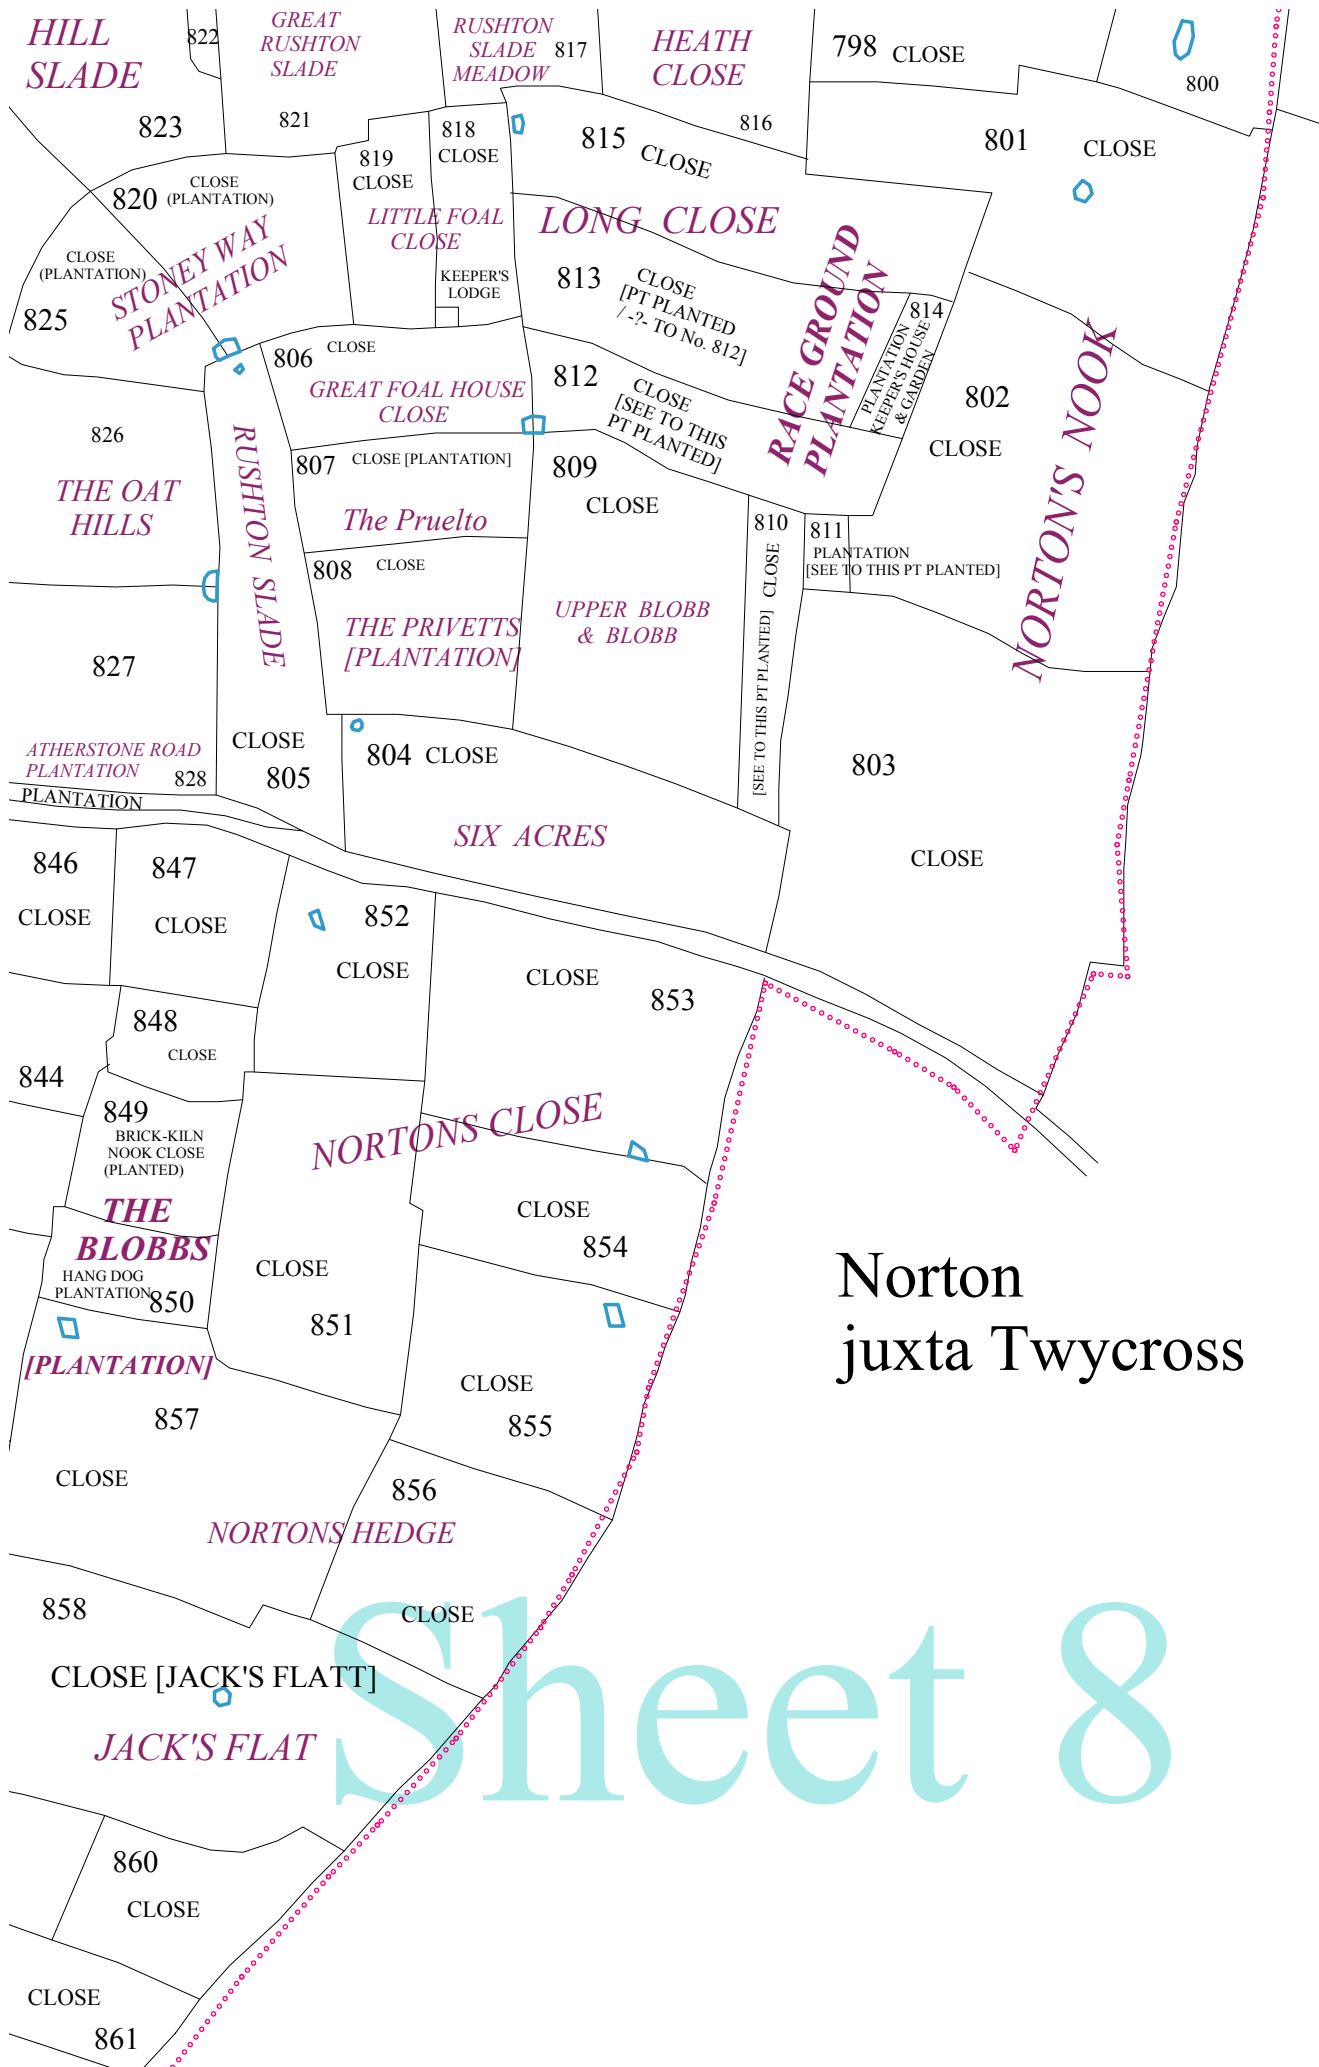 HILL
SLADE
822
GREAT
RUSHTON
SLADE
RUSHTON
SLADE
MEADOW
817
HEATH
CLOSE
798 CLOSE
800
823
821
818
CLOSE
819
CLOSE
815 CLOSE
816
801 CLOSE
820
CLOSE
(PLANTATION)
CLOSE
(PLANTATION)
825
STONEY WAY
PLANTATION
LITTLE FOAL
CLOSE
KEEPER'S
LODGE
LONG CLOSE
813
CLOSE
[PT PLANTED
/ -?- TO No. 812]
RACE GROUND
PLANTATION
814
PLANTATION
KEEPER'S HOUSE
& GARDEN
806 CLOSE
GREAT FOAL HOUSE
CLOSE
812
CLOSE
[SEE TO THIS
PT PLANTED]
802
CLOSE
NORTON'S NOOK
826
THE OAT
HILLS
RUSHTON SLADE
807 CLOSE [PLANTATION]
The Pruelto
809
CLOSE
810
CLOSE
[SEE TO THIS PT PLANTED]
811
PLANTATION
[SEE TO THIS PT PLANTED]
808 CLOSE
THE PRIVETTS
[PLANTATION]
UPPER BLOBB
& BLOBB
827
ATHERSTONE ROAD
PLANTATION
828
PLANTATION
CLOSE
805
804 CLOSE
SIX ACRES
803
CLOSE
846
CLOSE
847
CLOSE
852
CLOSE
CLOSE
853
848
CLOSE
844
849
BRICK-KILN
NOOK CLOSE
(PLANTED)
THE
BLOBBS
HANG DOG
PLANTATION
850
[PLANTATION]
NORTONS CLOSE
CLOSE
851
CLOSE
854
Norton
juxta Twycross
CLOSE
855
857
CLOSE
856
NORTONS HEDGE
CLOSE
858
CLOSE [JACK'S FLATT]
JACK'S FLAT
Sheet 8
860
CLOSE
CLOSE
861